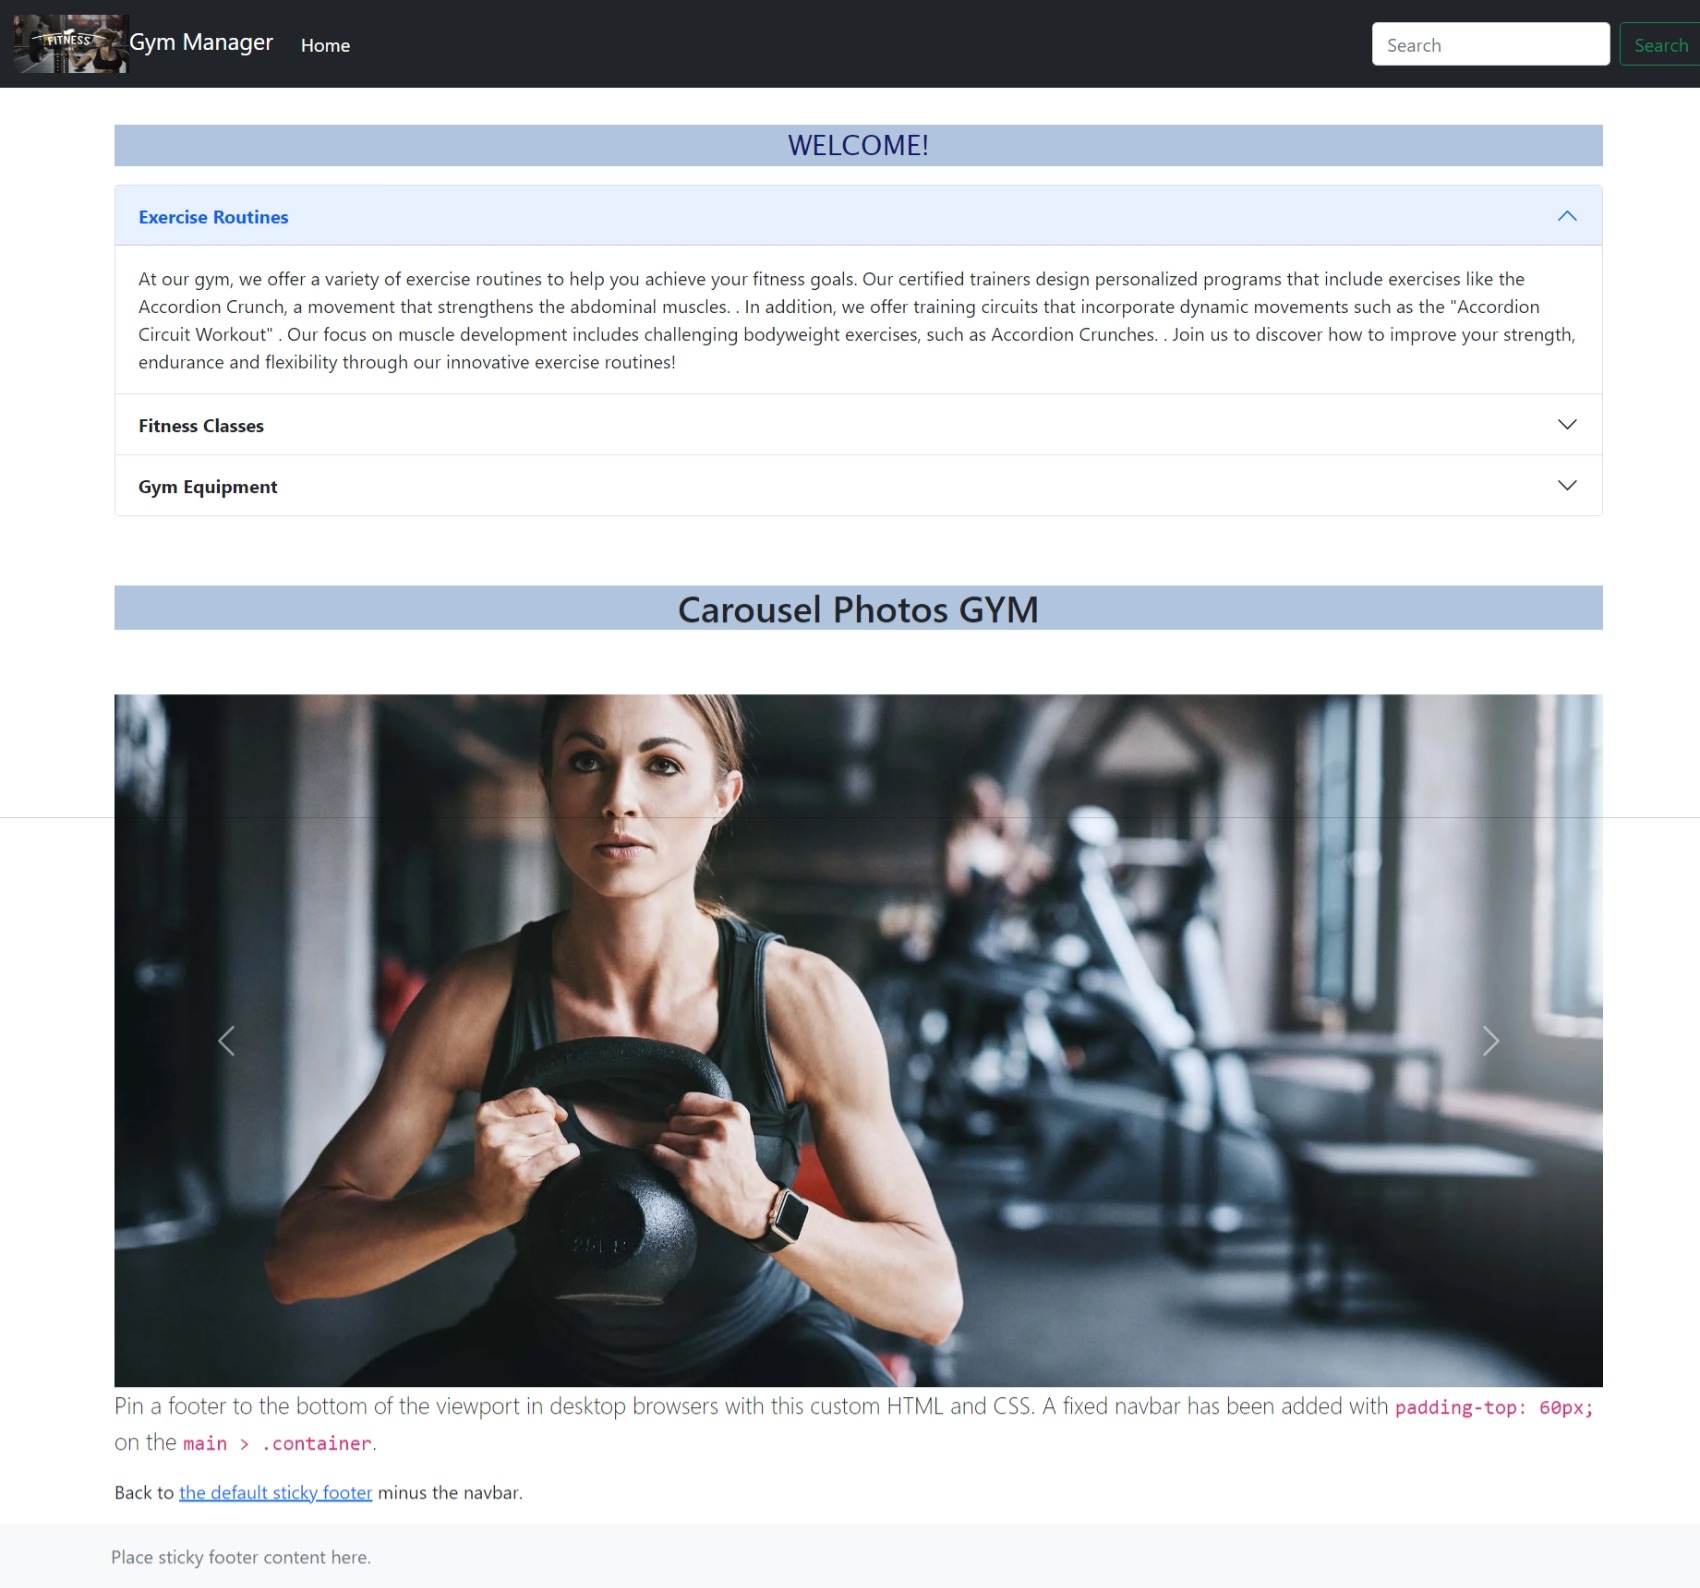 FITNESS
Gym Manager
Home
Search
Search
WELCOME!
Exercise Routines
At our gym, we offer a variety of exercise routines to help you achieve your fitness goals. Our certified trainers design personalized programs that include exercises like the
Accordion Crunch, a movement that strengthens the abdominal muscles. . In addition, we offer training circuits that incorporate dynamic movements such as the "Accordion
Circuit Workout" . Our focus on muscle development includes challenging bodyweight exercises, such as Accordion Crunches. . Join us to discover how to improve your strength,
endurance and flexibility through our innovative exercise routines!
Fitness Classes
Gym Equipment
Carousel Photos GYM
Pin a footer to the bottom of the viewport in desktop browsers with this custom HTML and CSS. A fixed navbar has been added with padding-top: 60px;
on the main > .container.
Back to the default sticky footer minus the navbar.
Place sticky footer content here.